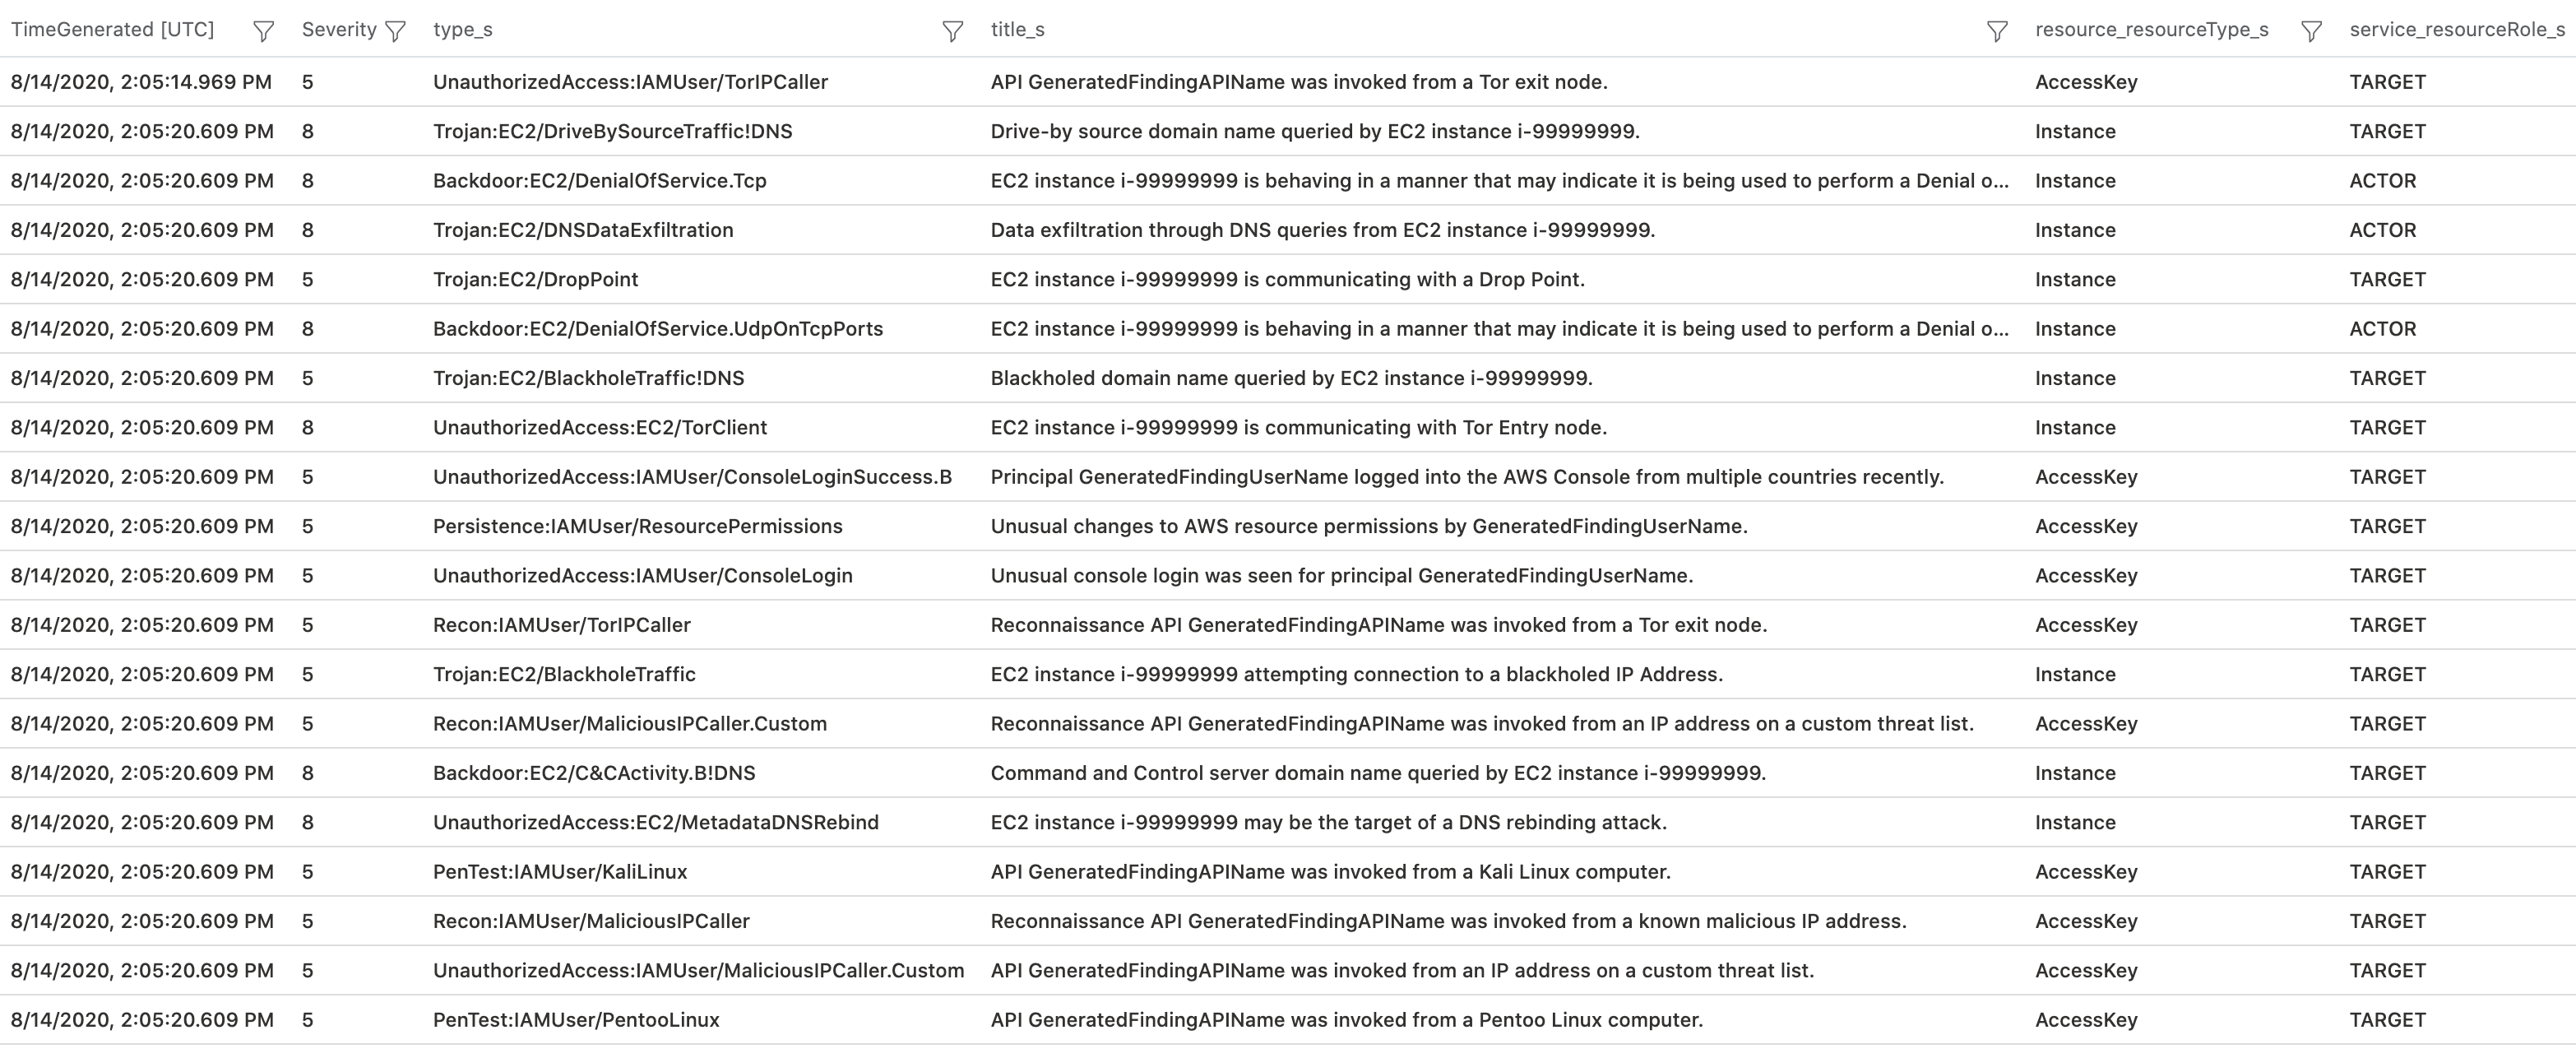 TimeGenerated [UTC] Severity type_s title_s resource_resourceType_s service_resourceRole_s
8/14/2020, 2:05:14.969 PM 5 UnauthorizedAccess:IAMUser/TorIPCaller API GeneratedFindingAPIName was invoked from a Tor exit node. AccessKey TARGET
8/14/2020, 2:05:20.609 PM 8 Trojan:EC2/DriveBySourceTraffic!DNS Drive-by source domain name queried by EC2 instance i-99999999. Instance TARGET
8/14/2020, 2:05:20.609 PM 8 Backdoor:EC2/DenialOfService.Tcp EC2 instance i-99999999 is behaving in a manner that may indicate it is being used to perform a Denial o... Instance ACTOR
8/14/2020, 2:05:20.609 PM 8 Trojan:EC2/DNSDataExfiltration Data exfiltration through DNS queries from EC2 instance i-99999999. Instance ACTOR
8/14/2020, 2:05:20.609 PM 5 Trojan:EC2/DropPoint EC2 instance i-99999999 is communicating with a Drop Point. Instance TARGET
8/14/2020, 2:05:20.609 PM 8 Backdoor:EC2/DenialOfService.UdpOnTcpPorts EC2 instance i-99999999 is behaving in a manner that may indicate it is being used to perform a Denial o... Instance ACTOR
8/14/2020, 2:05:20.609 PM 5 Trojan:EC2/BlackholeTraffic!DNS Blackholed domain name queried by EC2 instance i-99999999. Instance TARGET
8/14/2020, 2:05:20.609 PM 8 UnauthorizedAccess:EC2/TorClient EC2 instance i-99999999 is communicating with Tor Entry node. Instance TARGET
8/14/2020, 2:05:20.609 PM 5 UnauthorizedAccess:IAMUser/ConsoleLoginSuccess.B Principal GeneratedFindingUserName logged into the AWS Console from multiple countries recently. AccessKey TARGET
8/14/2020, 2:05:20.609 PM 5 Persistence:IAMUser/ResourcePermissions Unusual changes to AWS resource permissions by GeneratedFindingUserName. AccessKey TARGET
8/14/2020, 2:05:20.609 PM 5 UnauthorizedAccess:IAMUser/ConsoleLogin Unusual console login was seen for principal GeneratedFindingUserName. AccessKey TARGET
8/14/2020, 2:05:20.609 PM 5 Recon:IAMUser/TorIPCaller Reconnaissance API GeneratedFindingAPIName was invoked from a Tor exit node. AccessKey TARGET
8/14/2020, 2:05:20.609 PM 5 Trojan:EC2/BlackholeTraffic EC2 instance i-99999999 attempting connection to a blackholed IP Address. Instance TARGET
8/14/2020, 2:05:20.609 PM 5 Recon:IAMUser/MaliciousIPCaller.Custom Reconnaissance API GeneratedFindingAPIName was invoked from an IP address on a custom threat list. AccessKey TARGET
8/14/2020, 2:05:20.609 PM 8 Backdoor:EC2/C&CActivity.B!DNS Command and Control server domain name queried by EC2 instance i-99999999. Instance TARGET
8/14/2020, 2:05:20.609 PM 8 UnauthorizedAccess:EC2/MetadataDNSRebind EC2 instance i-99999999 may be the target of a DNS rebinding attack. Instance TARGET
8/14/2020, 2:05:20.609 PM 5 PenTest:IAMUser/KaliLinux API GeneratedFindingAPIName was invoked from a Kali Linux computer. AccessKey TARGET
8/14/2020, 2:05:20.609 PM 5 Recon:IAMUser/MaliciousIPCaller Reconnaissance API GeneratedFindingAPIName was invoked from a known malicious IP address. AccessKey TARGET
8/14/2020, 2:05:20.609 PM 5 UnauthorizedAccess:IAMUser/MaliciousIPCaller.Custom API GeneratedFindingAPIName was invoked from an IP address on a custom threat list. AccessKey TARGET
8/14/2020, 2:05:20.609 PM 5 PenTest:IAMUser/PentooLinux API GeneratedFindingAPIName was invoked from a Pentoo Linux computer. AccessKey TARGET